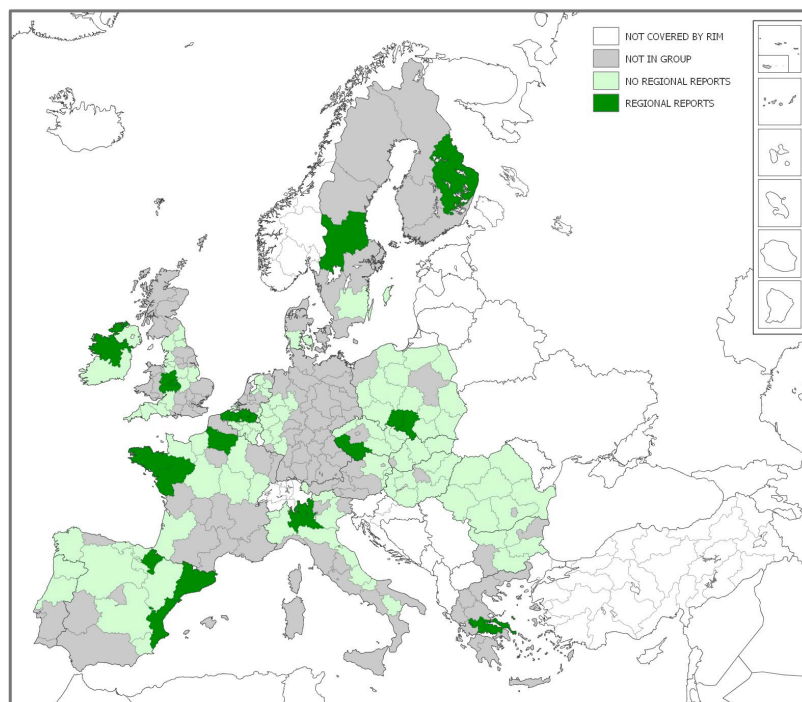 NOT COVERED BY RIM
NOT IN GROUP
NO REGIONAL REPORTS
REGIONAL REPORTS